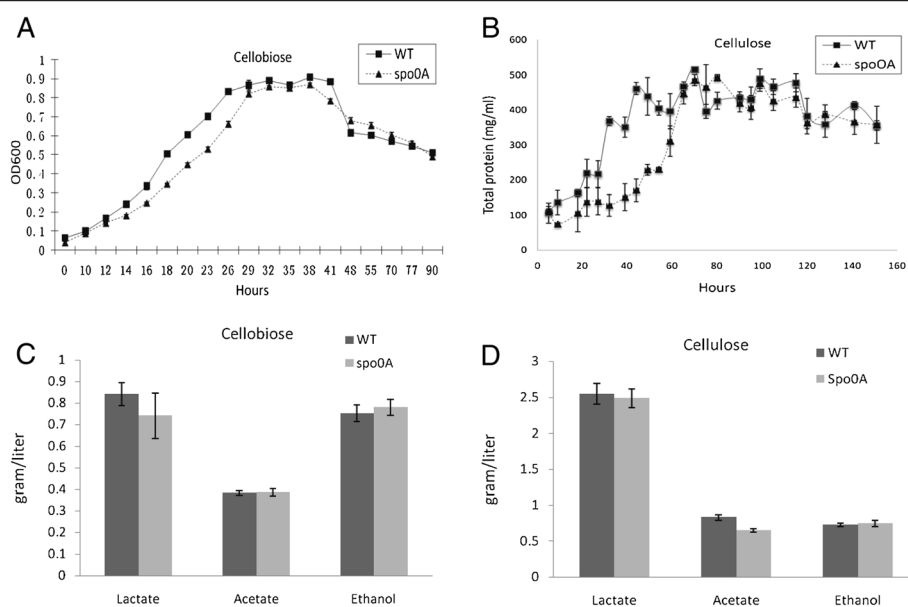 A
Cellobiose
WT
spo0A
OD600
1
0.9
0.8
0.7
0.6
0.5
0.4
0.3
0.2
0.1
0
0 10 12 14 16 18 20 23 26 29 32 35 38 41 48 55 70 77 90
Hours
B
Cellulose
WT
spoOA
Total protein (mg/ml)
600
500
400
300
200
100
0
0 20 40 60 80 100 120 140 160
Hours
C
Cellobiose
WT
spo0A
gram/liter
1
0.9
0.8
0.7
0.6
0.5
0.4
0.3
0.2
0.1
0
Lactate Acetate Ethanol
D
Cellulose
WT
Spo0A
gram/liter
3
2.5
2
1.5
1
0.5
0
Lactate Acetate Ethanol